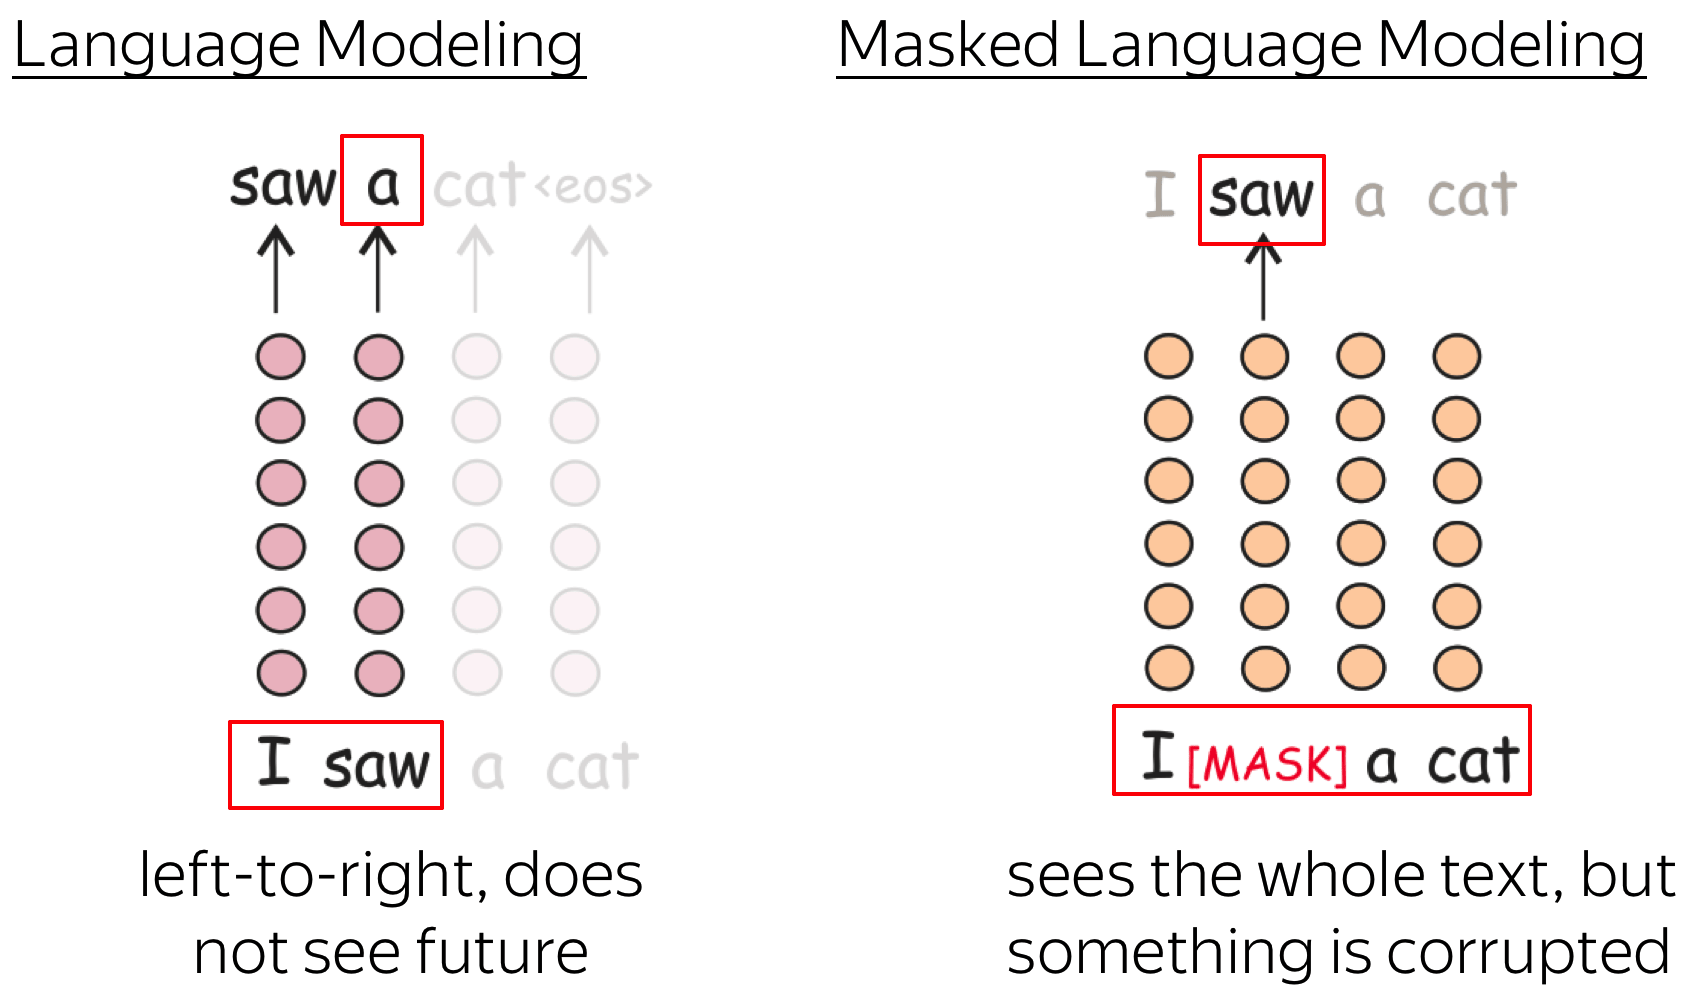 Language Modeling
saw a cat <eos>
I saw a cat
left-to-right, does
not see future
Masked Language Modeling
I saw a cat
I [MASK] a cat
sees the whole text, but
something is corrupted